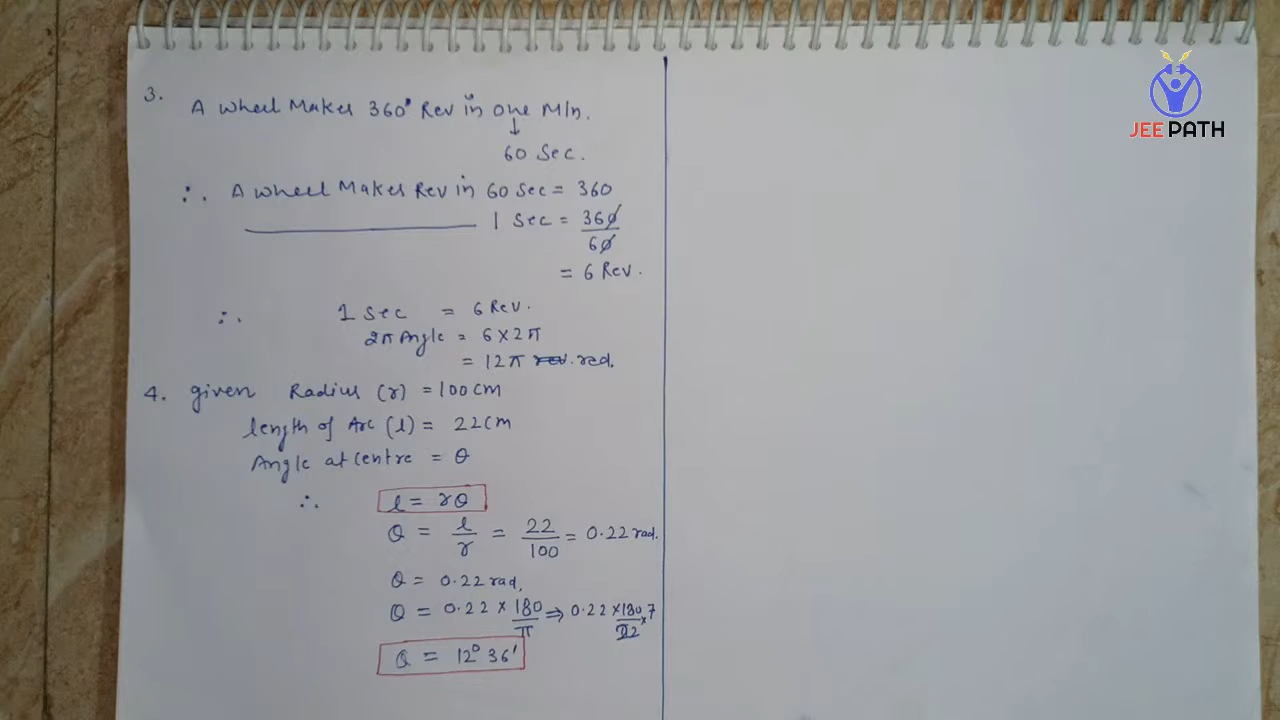 3. A wheel Makes 360° Rev in one Min.
↓
60 Sec.
∴ A wheel Makes Rev in 60 Sec = 360
1 Sec = 360/60
= 6 Rev.
∴ 1 Sec = 6 Rev.
2π Angle = 6 × 2π
= 12π rev. rad.
4. given Radius (r) = 100 cm
length of Arc (l) = 22 cm
Angle at centre = θ
∴ l = rθ
θ = l/r = 22/100 = 0.22 rad.
θ = 0.22 rad.
θ = 0.22 × 180/π ⇒ 0.22 × 180/22 × 7
θ = 12° 36'
JEE PATH